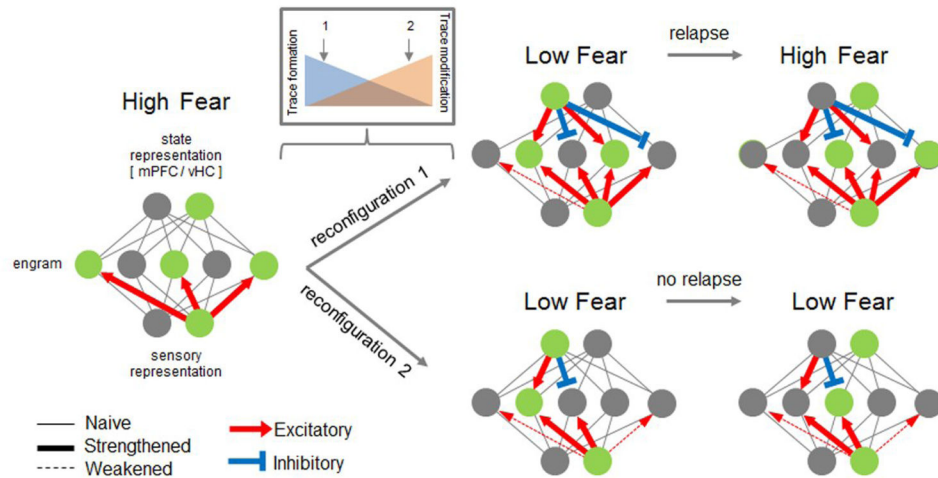 1
2
Trace formation
Trace modification
High Fear
state
representation
[ mPFC / vHC ]
engram
sensory
representation
reconfiguration 1
reconfiguration 2
Low Fear
relapse
High Fear
Low Fear
no relapse
Low Fear
Naive
Strengthened
Weakened
Excitatory
Inhibitory